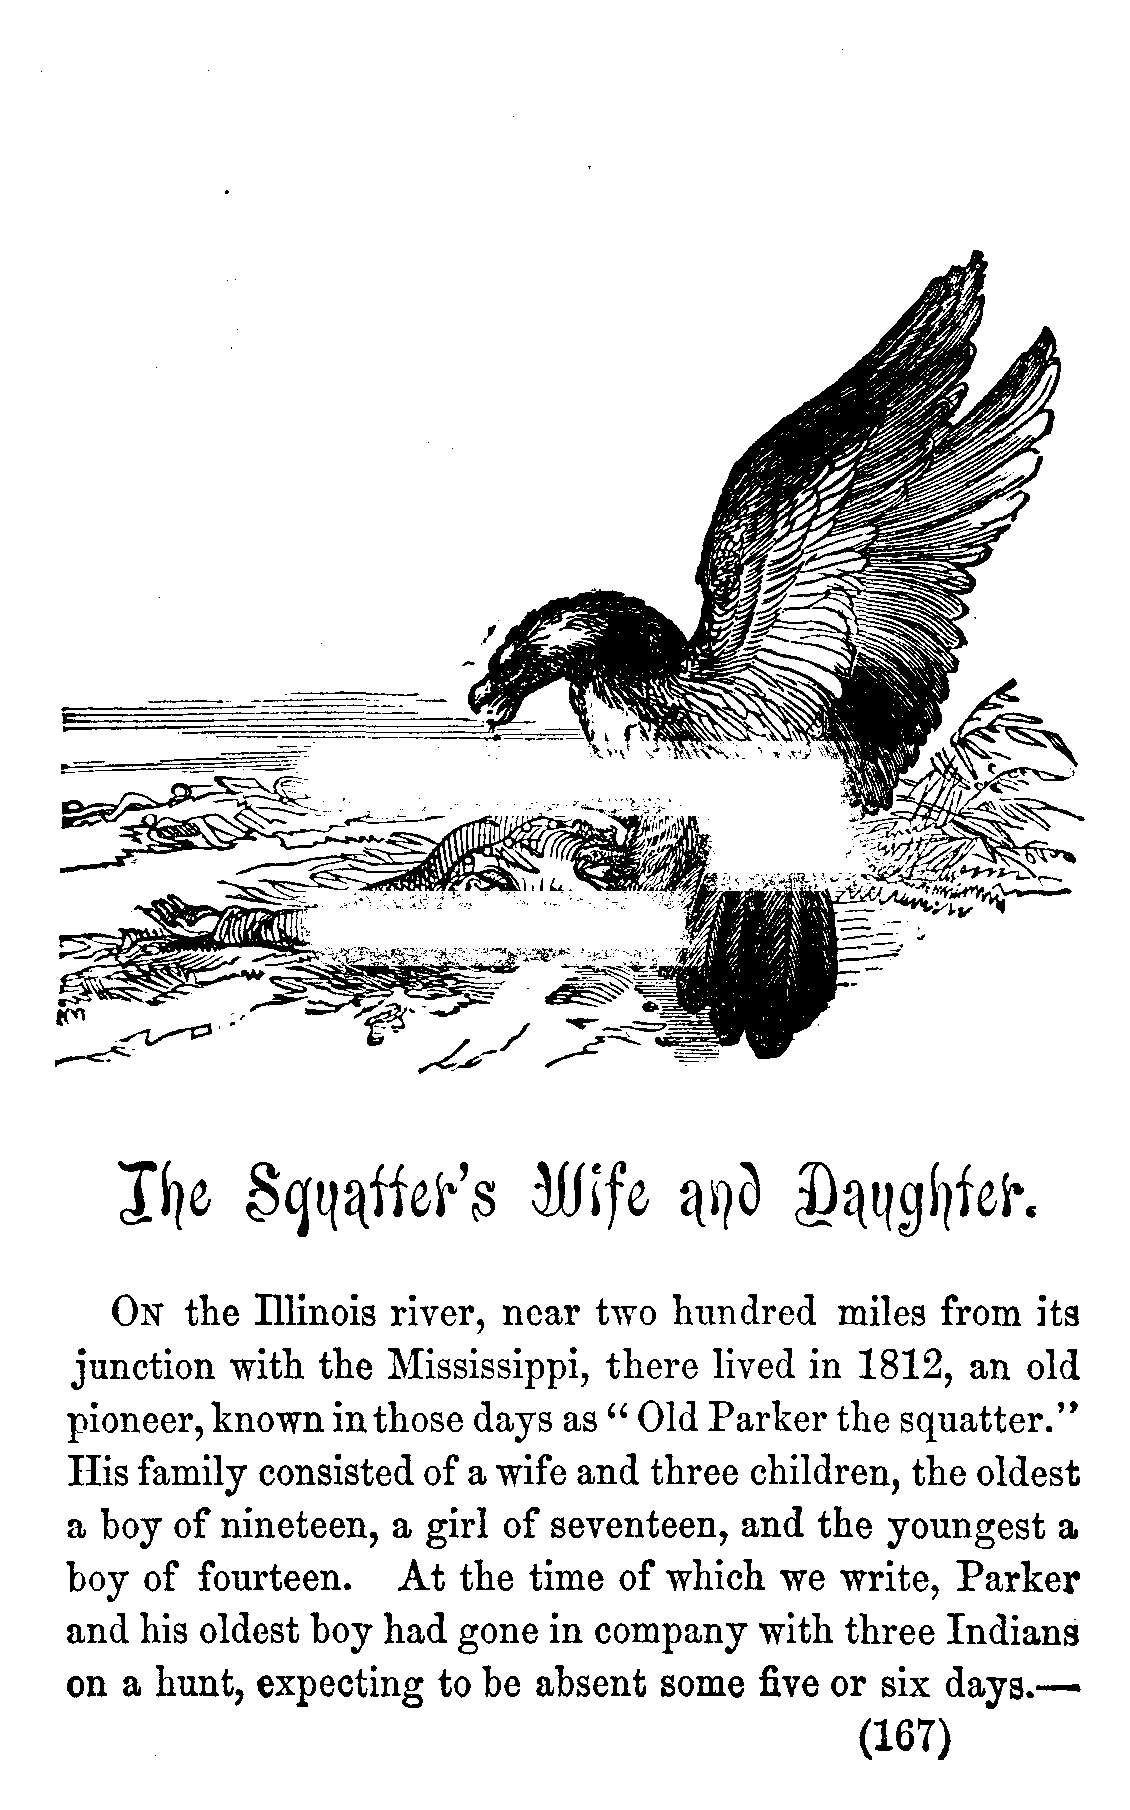 The Squatter's Wife and Daughter.
On the Illinois river, near two hundred miles from its
junction with the Mississippi, there lived in 1812, an old
pioneer, known in those days as "Old Parker the squatter."
His family consisted of a wife and three children, the oldest
a boy of nineteen, a girl of seventeen, and the youngest a
boy of fourteen. At the time of which we write, Parker
and his oldest boy had gone in company with three Indians
on a hunt, expecting to be absent some five or six days.—
(167)